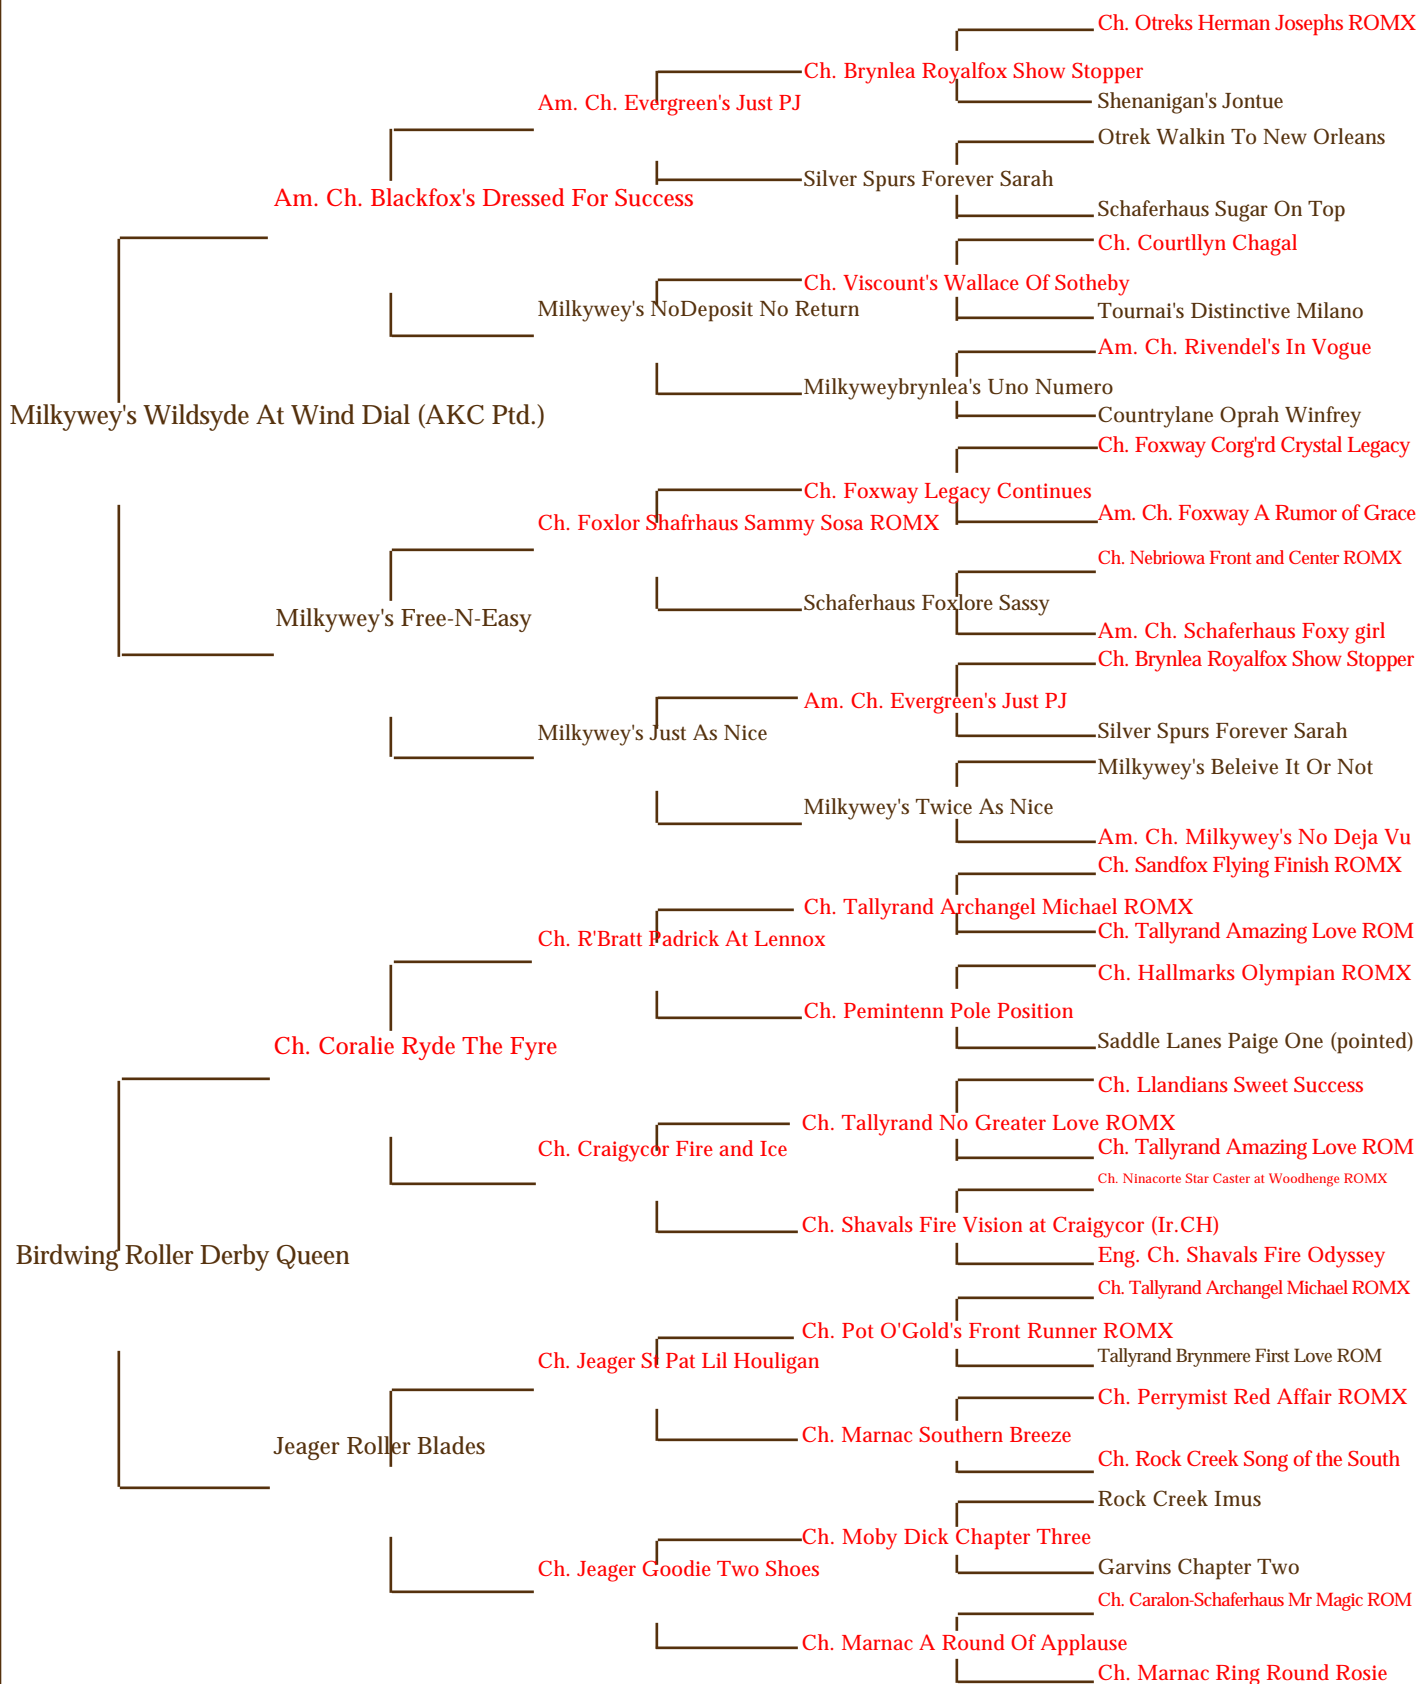 Ch. Otreks Herman Josephs ROMX
Ch. Brynlea Royalfox Show Stopper
Am. Ch. Evergreen's Just PJ
Shenanigan's Jontue
Otrek Walkin To New Orleans
Silver Spurs Forever Sarah
Am. Ch. Blackfox's Dressed For Success
Schaferhaus Sugar On Top
Ch. Courtllyn Chagal
Ch. Viscount's Wallace Of Sotheby
Milkywey's NoDeposit No Return
Tournai's Distinctive Milano
Am. Ch. Rivendel's In Vogue
Milkyweybrynlea's Uno Numero
Milkywey's Wildsyde At Wind Dial (AKC Ptd.)
Countrylane Oprah Winfrey
Ch. Foxway Corg'rd Crystal Legacy
Ch. Foxway Legacy Continues
Ch. Foxlor Shafrhaus Sammy Sosa ROMX
Am. Ch. Foxway A Rumor of Grace
Ch. Nebriowa Front and Center ROMX
Schaferhaus Foxlore Sassy
Milkywey's Free-N-Easy
Am. Ch. Schaferhaus Foxy girl
Ch. Brynlea Royalfox Show Stopper
Am. Ch. Evergreen's Just PJ
Milkywey's Just As Nice
Silver Spurs Forever Sarah
Milkywey's Beleive It Or Not
Milkywey's Twice As Nice
Am. Ch. Milkywey's No Deja Vu
Ch. Sandfox Flying Finish ROMX
Ch. Tallyrand Archangel Michael ROMX
Ch. R'Bratt Padrick At Lennox
Ch. Tallyrand Amazing Love ROM
Ch. Hallmarks Olympian ROMX
Ch. Pemintenn Pole Position
Ch. Coralie Ryde The Fyre
Saddle Lanes Paige One (pointed)
Ch. Llandians Sweet Success
Ch. Tallyrand No Greater Love ROMX
Ch. Craigycor Fire and Ice
Ch. Tallyrand Amazing Love ROM
Ch. Ninacorte Star Caster at Woodhenge ROMX
Ch. Shavals Fire Vision at Craigycor (Ir.CH)
Birdwing Roller Derby Queen
Eng. Ch. Shavals Fire Odyssey
Ch. Tallyrand Archangel Michael ROMX
Ch. Pot O'Gold's Front Runner ROMX
Ch. Jeager St Pat Lil Houligan
Tallyrand Brynmere First Love ROM
Ch. Perrymist Red Affair ROMX
Ch. Marnac Southern Breeze
Jeager Roller Blades
Ch. Rock Creek Song of the South
Rock Creek Imus
Ch. Moby Dick Chapter Three
Ch. Jeager Goodie Two Shoes
Garvins Chapter Two
Ch. Caralon-Schaferhaus Mr Magic ROM
Ch. Marnac A Round Of Applause
Ch. Marnac Ring Round Rosie